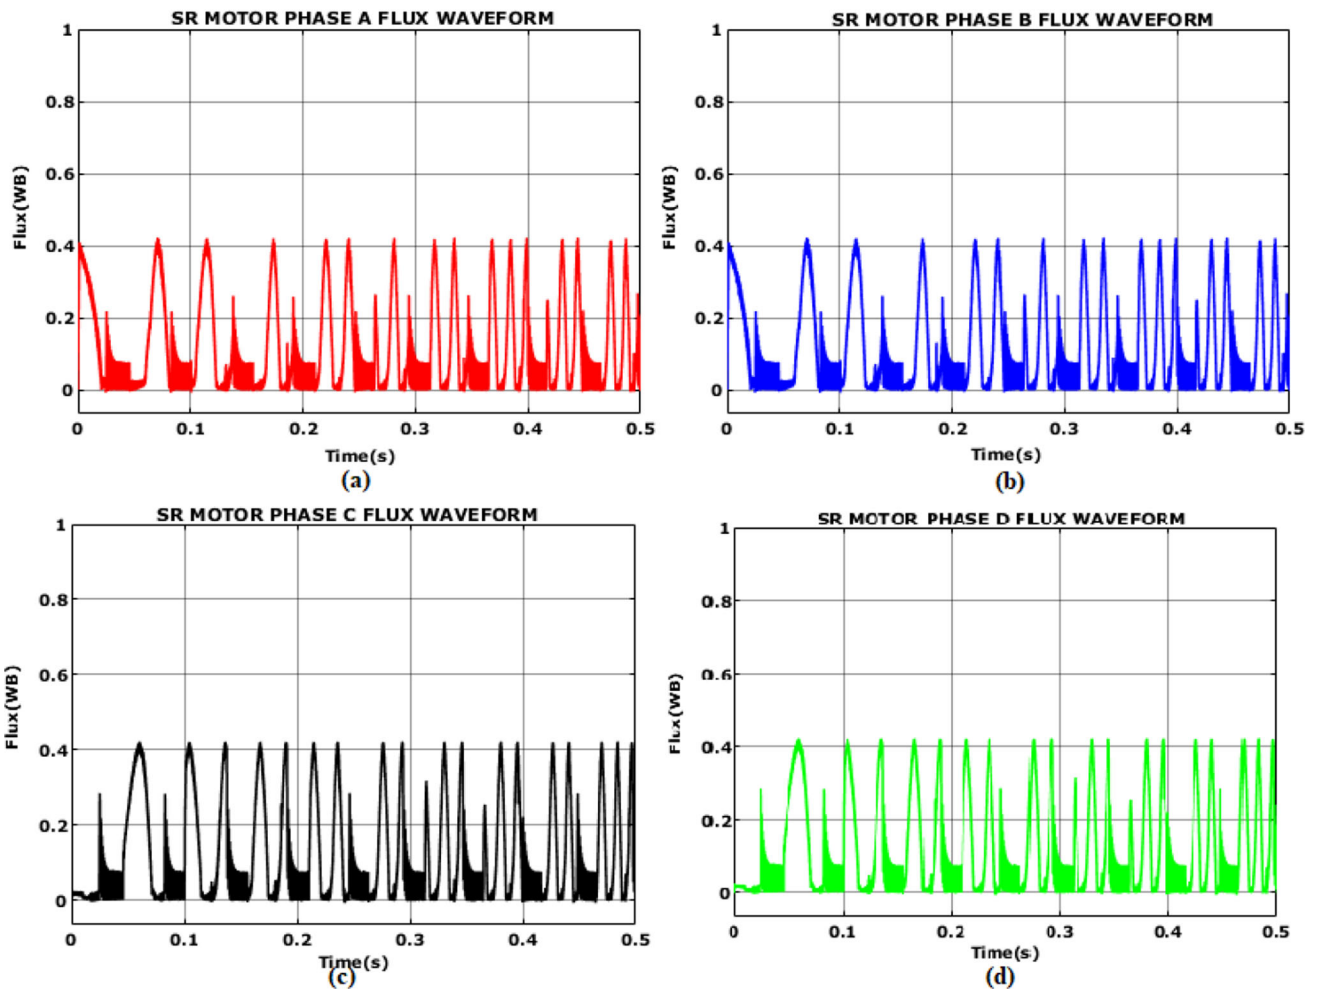 SR MOTOR PHASE A FLUX WAVEFORM
1
0.8
0.6
0.4
0.2
0
Flux(WB)
0 0.1 0.2 0.3 0.4 0.5
Time(s)
(a)
SR MOTOR PHASE B FLUX WAVEFORM
1
0.8
0.6
0.4
0.2
0
Flux(WB)
0 0.1 0.2 0.3 0.4 0.5
Time(s)
(b)
SR MOTOR PHASE C FLUX WAVEFORM
1
0.8
0.6
0.4
0.2
0
Flux(WB)
0 0.1 0.2 0.3 0.4 0.5
Time(s)
(c)
SR MOTOR PHASE D FLUX WAVEFORM
1
0.8
0.6
0.4
0.2
0
Flux(WB)
0 0.1 0.2 0.3 0.4 0.5
Time(s)
(d)